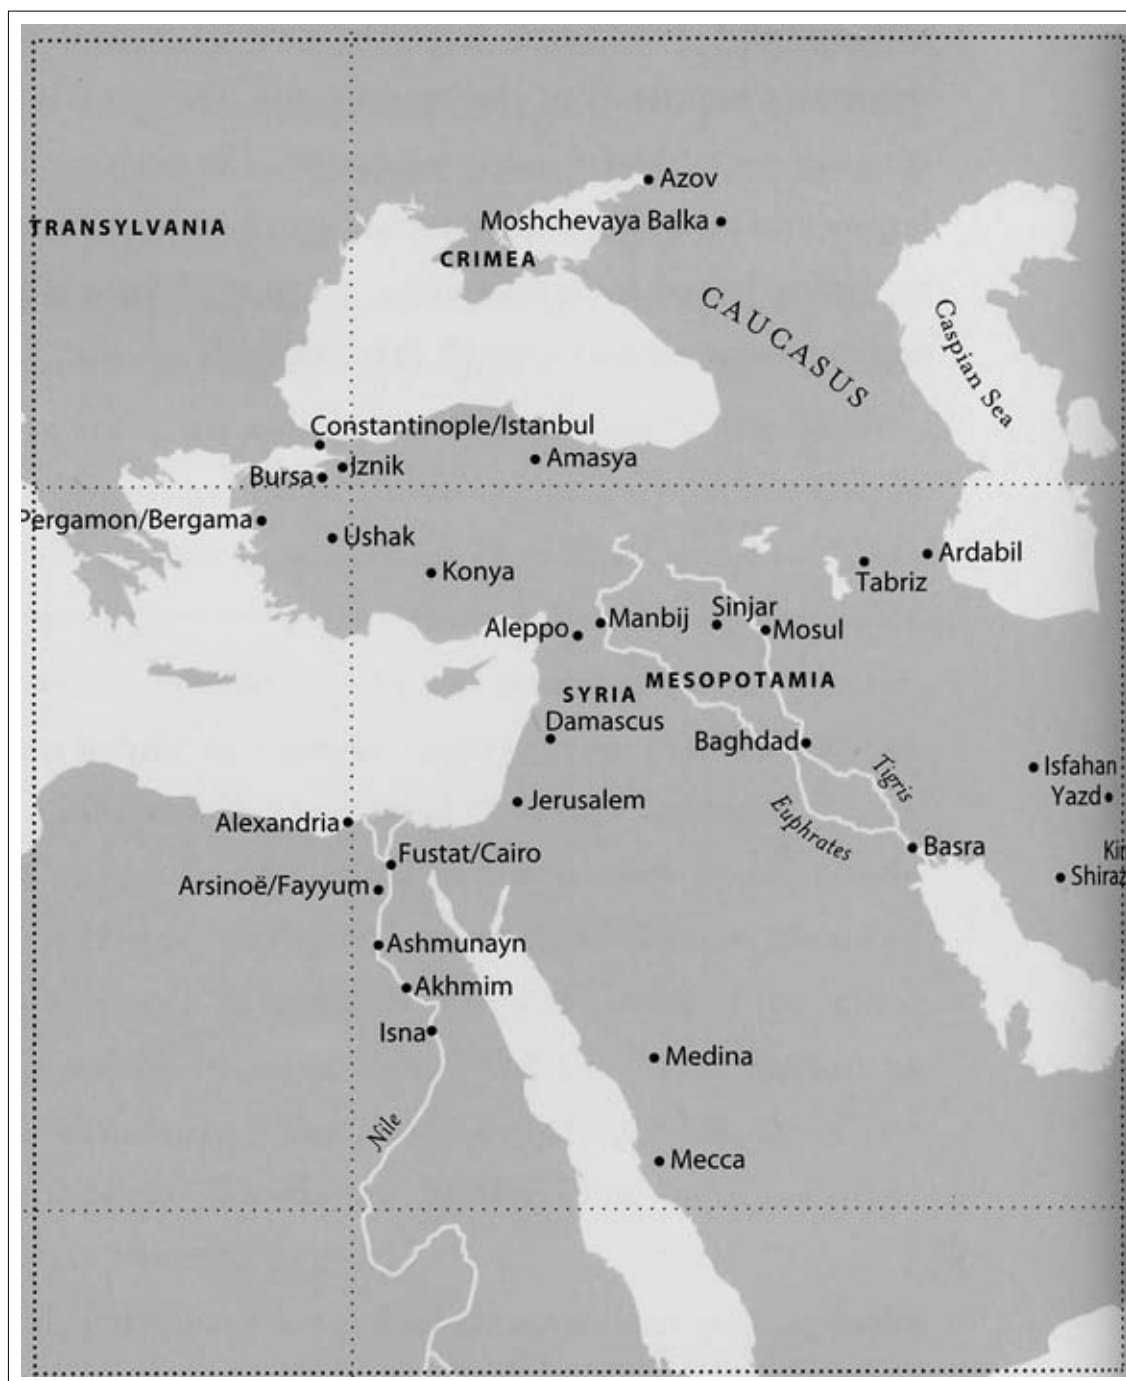 Azov
Moshchevaya Balka
TRANSYLVANIA
CRIMEA
CAUCASUS
Caspian Sea
Constantinople/Istanbul
Amasya
Iznik
Bursa
Pergamon/Bergama
Ushak
Konya
Ardabil
Tabriz
Sinjar
Manbij
Aleppo
Mosul
MESOPOTAMIA
SYRIA
Damascus
Baghdad
Tigris
Isfahan
Yazd
Euphrates
Jerusalem
Alexandria
Basra
Fustat/Cairo
Kir
Shiraz
Arsinoë/Fayyum
Ashmunayn
Akhmim
Isna
Medina
Nile
Mecca